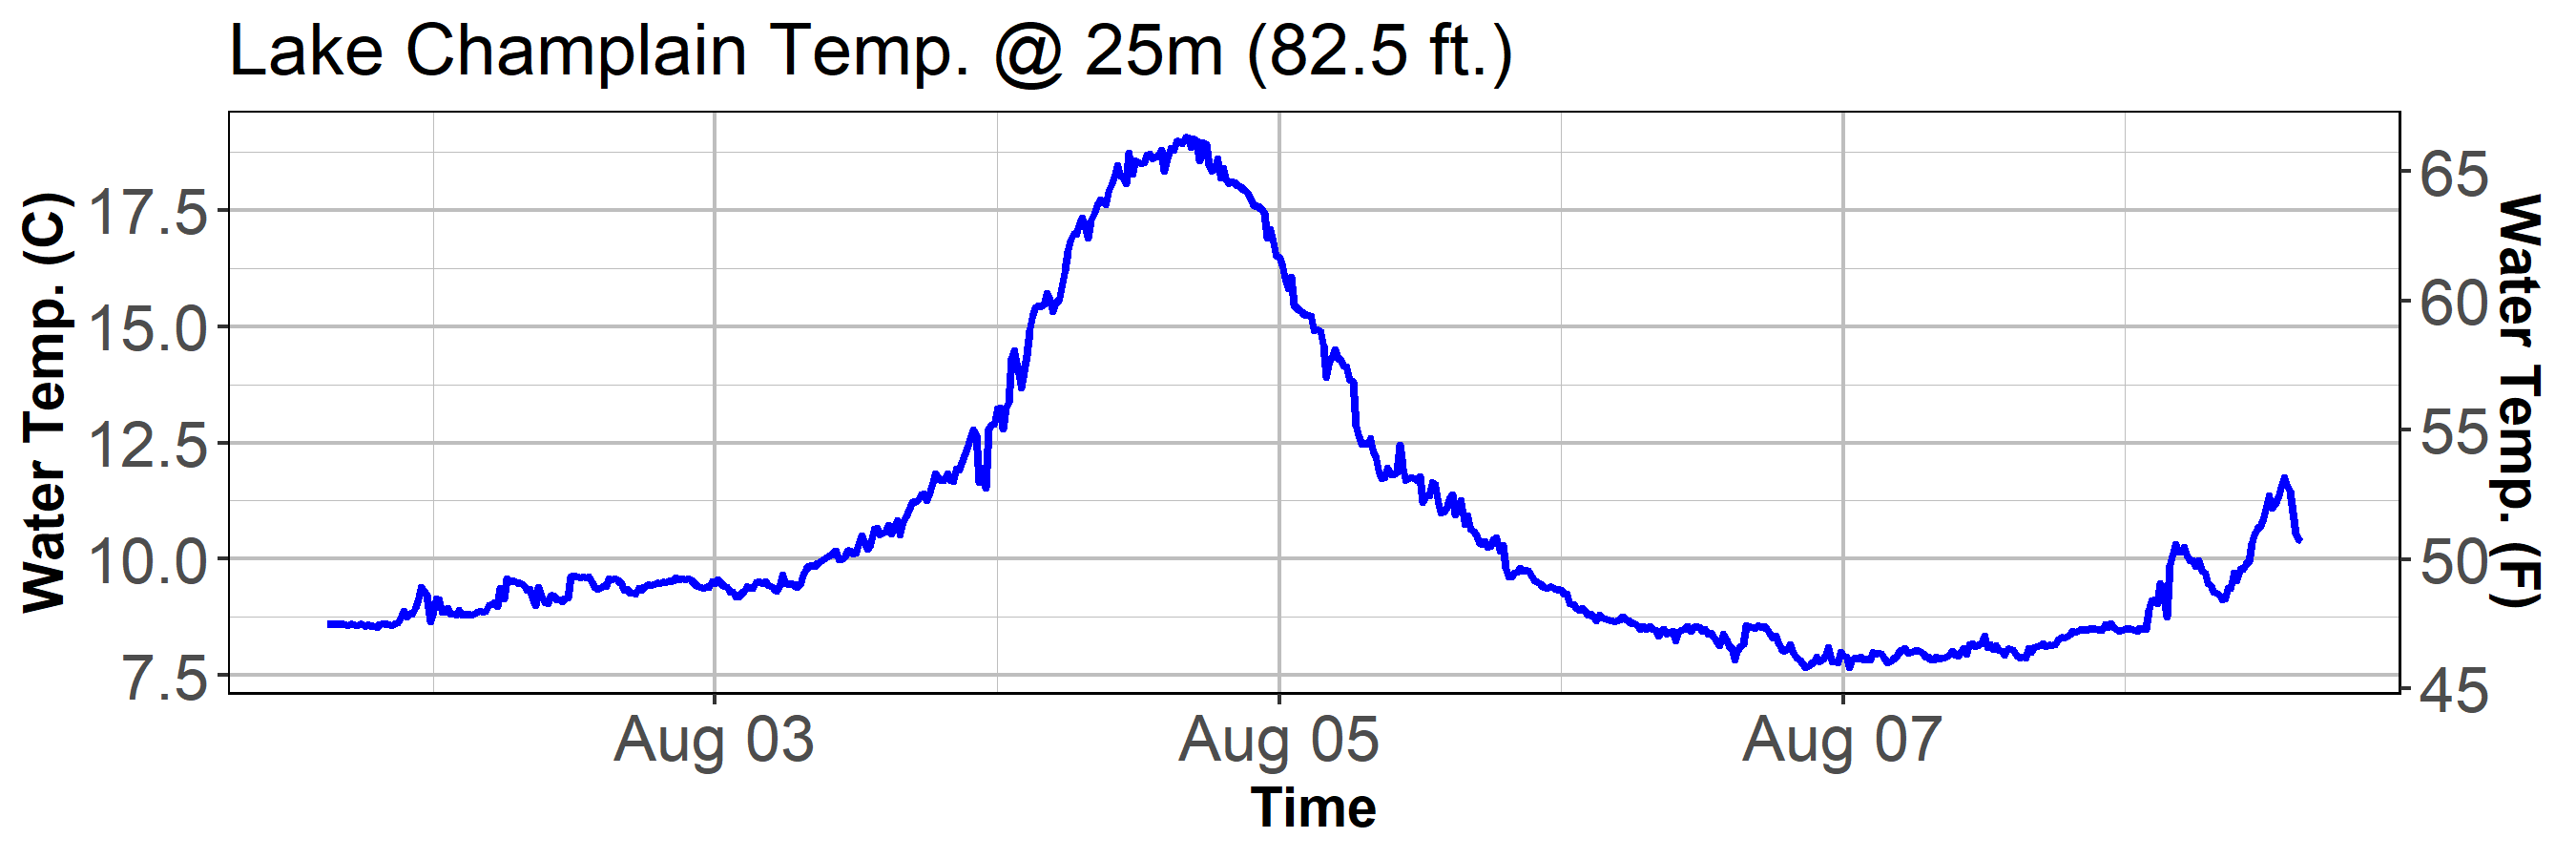 Lake Champlain Temp. @ 25m (82.5 ft.)
Water Temp. (C)
17.5
15.0
12.5
10.0
7.5
65
60
55
50
45
Water Temp. (F)
Aug 03
Aug 05
Aug 07
Time